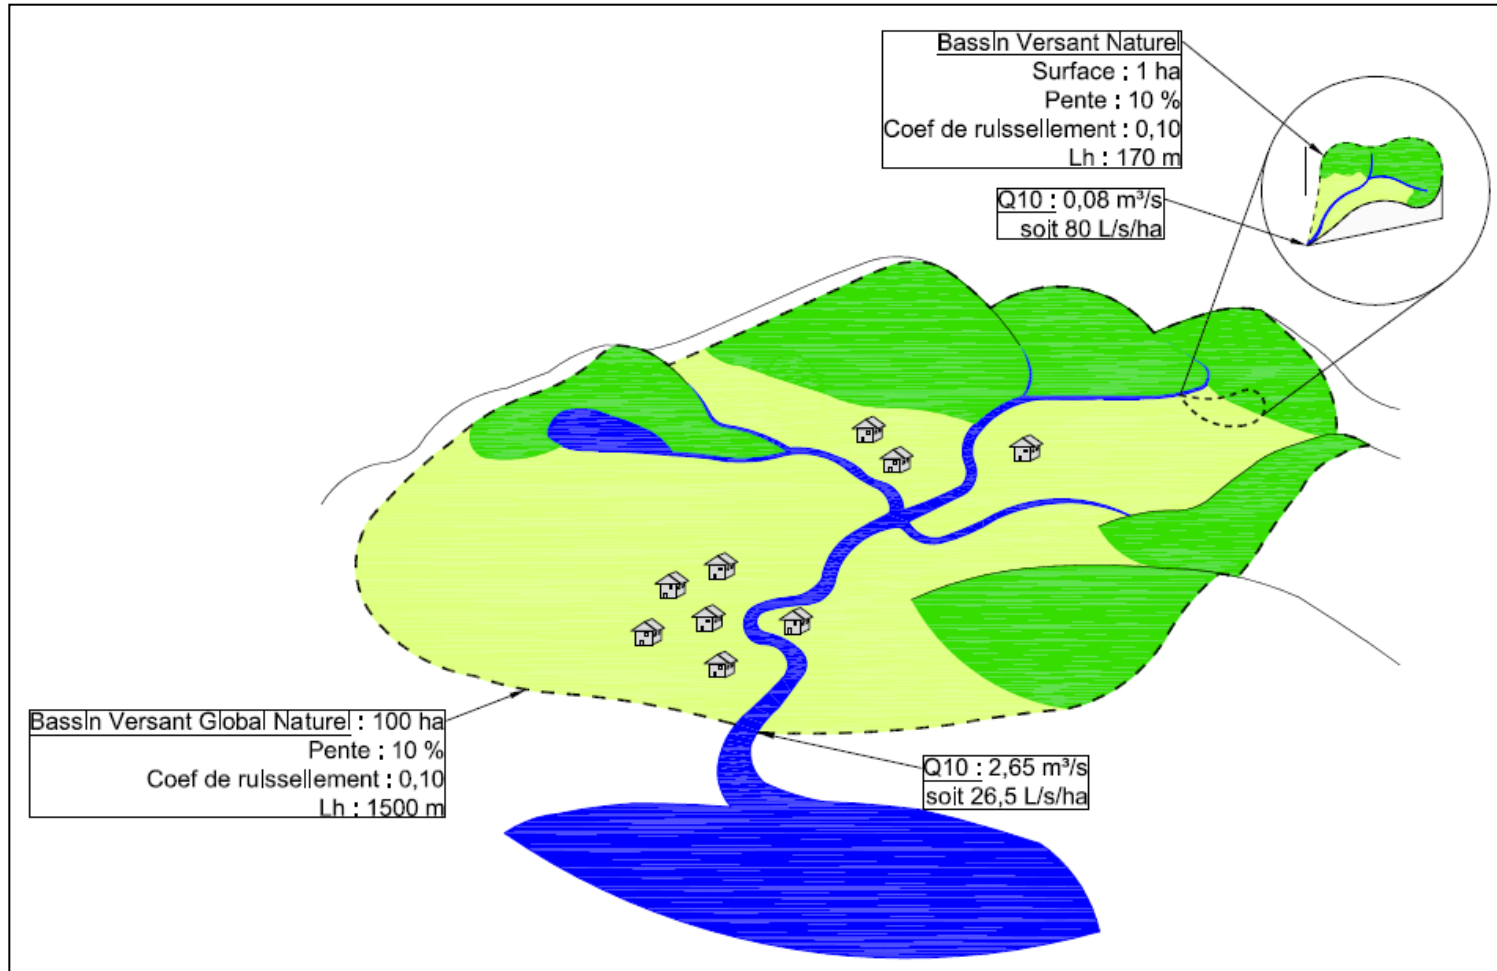 Bassin Versant Naturel
Surface : 1 ha
Pente : 10 %
Coef de ruissellement : 0,10
Lh : 170 m
Q10 : 0,08 m³/s
soit 80 L/s/ha
Bassin Versant Global Naturel : 100 ha
Pente : 10 %
Coef de ruissellement : 0,10
Lh : 1500 m
Q10 : 2,65 m³/s
soit 26,5 L/s/ha